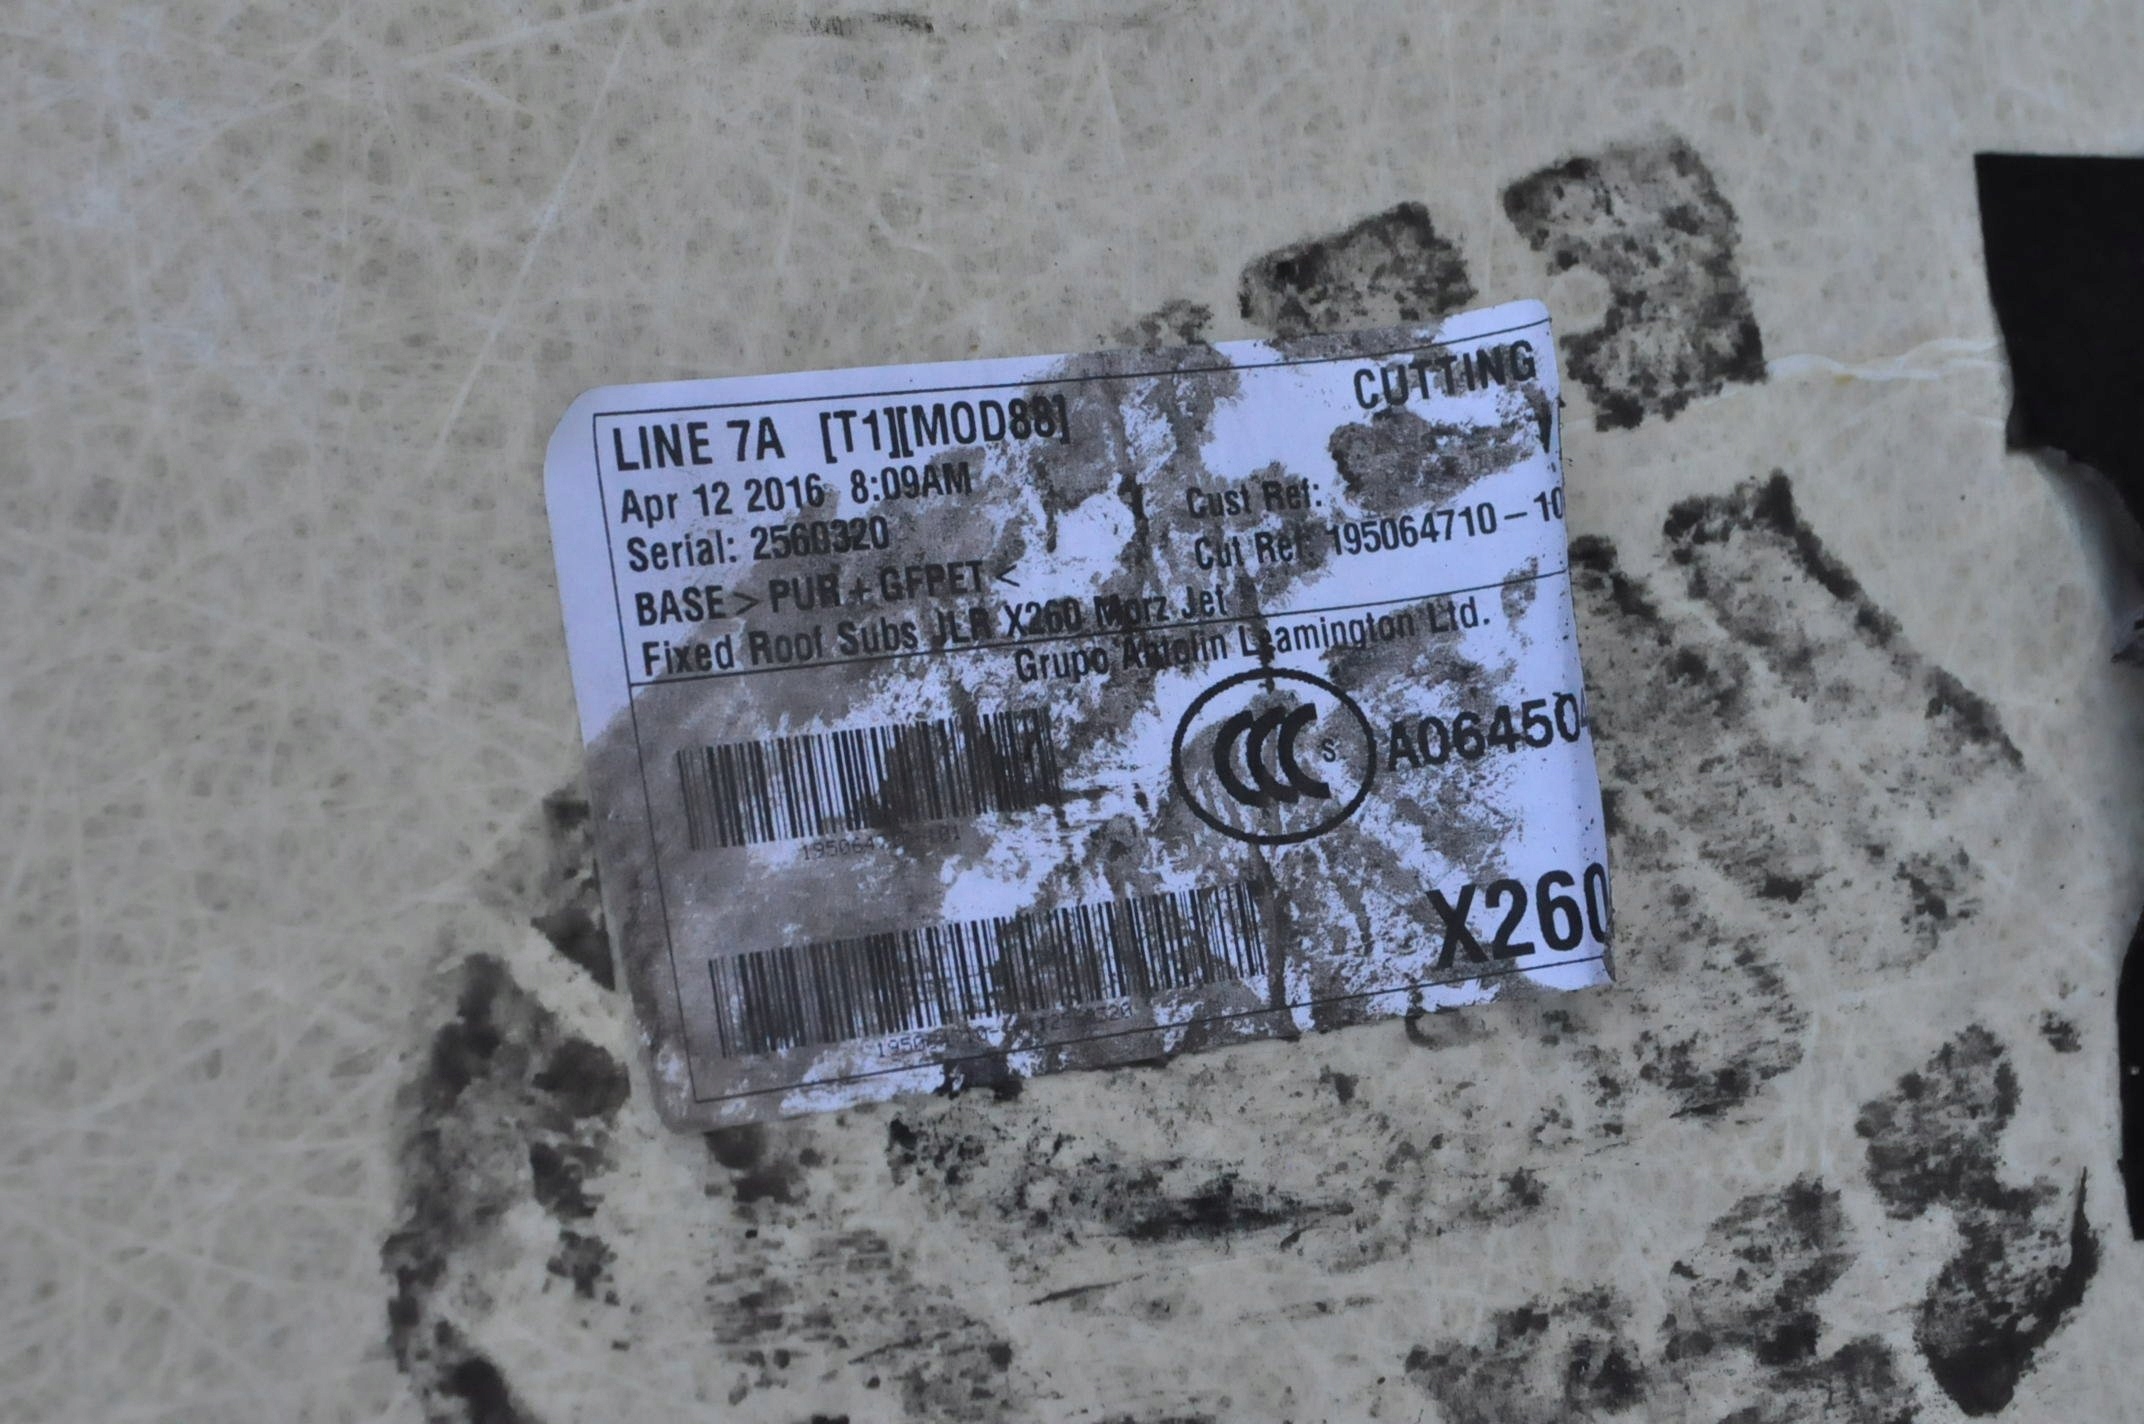 LINE 7A [T1][MOD88] CUTTING
Apr 12 2016 8:09AM
Cust Ref:
Serial: 2560320
Cut Ref: 195064710-10
BASE > PUR + GFPET <
Fixed Roof Subs JLR X260 Morz Jet
Grupo Antolin Leamington Ltd.
CCC S A06450
X260